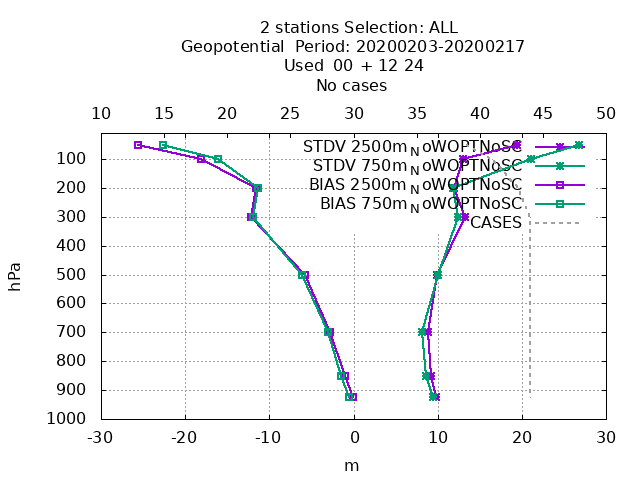 2 stations Selection: ALL
Geopotential Period: 20200203-20200217
Used 00 + 12 24
No cases
10 15 20 25 30 35 40 45 50
STDV 2500m_NoWOPTNoSC
STDV 750m_NoWOPTNoSC
BIAS 2500m_NoWOPTNoSC
BIAS 750m_NoWOPTNoSC
CASES
100
200
300
400
500
600
700
800
900
1000
hPa
-30 -20 -10 0 10 20 30
m